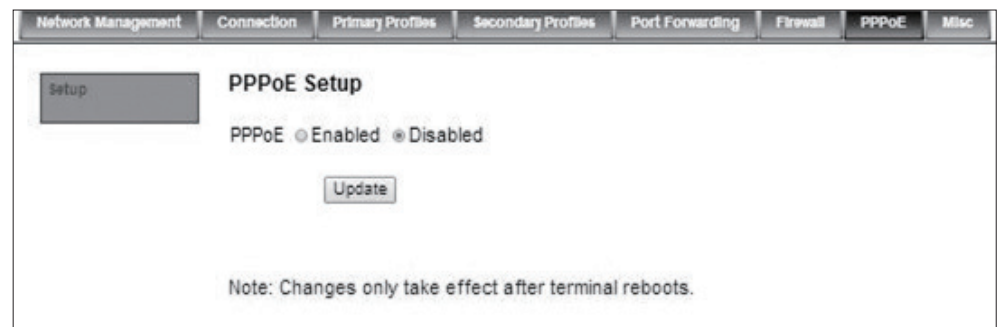 Network Management Connection Primary Profiles Secondary Profiles Port Forwarding Firewall PPPoE Misc
Setup
PPPoE Setup
PPPoE Enabled Disabled
Update
Note: Changes only take effect after terminal reboots.